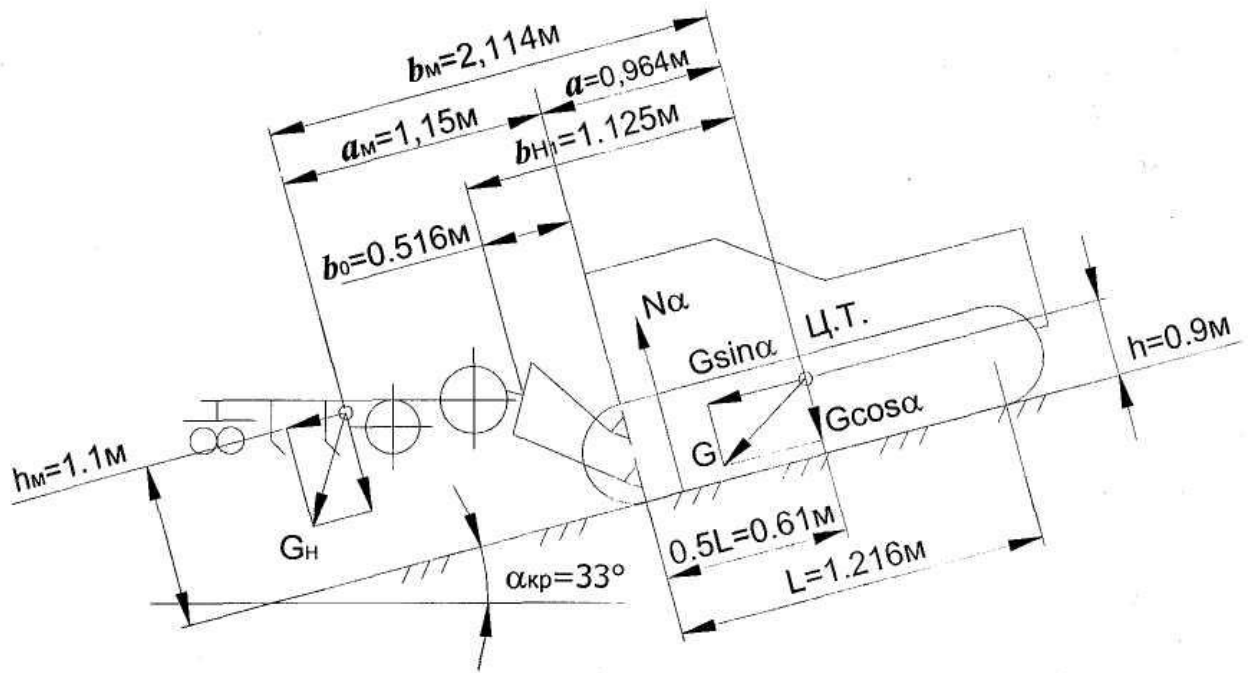 bм=2,114м
a=0,964м
aм=1,15м
bН1=1.125м
b0=0.516м
Nα
Ц.Т.
Gsinα
h=0.9м
Gcosα
G
hм=1.1м
Gн
0.5L=0.61м
αкр=33°
L=1.216м